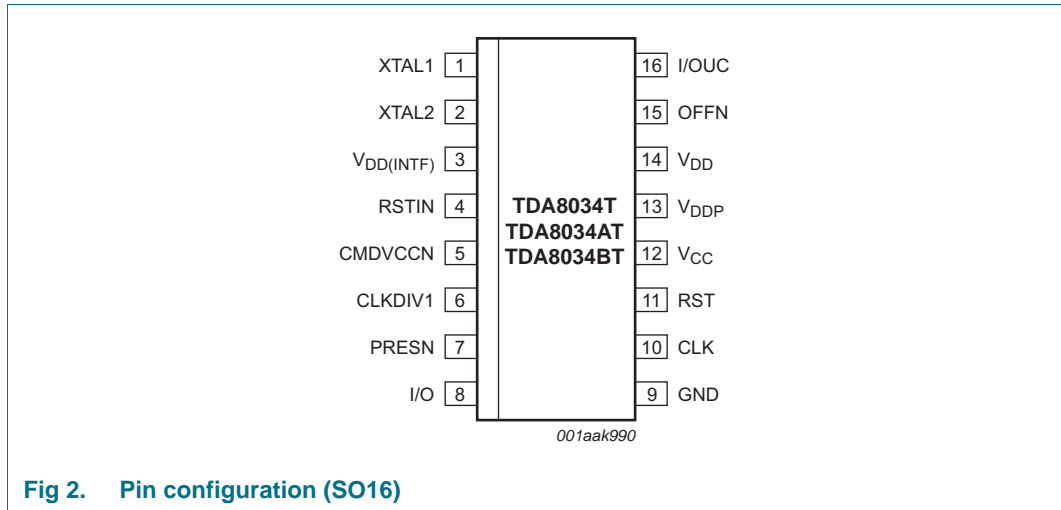 XTAL1 1 16 I/OUC
XTAL2 2 15 OFFN
VDD(INTF) 3 14 VDD
RSTIN 4 TDA8034T 13 VDDP
TDA8034AT
CMDVCCN 5 TDA8034BT 12 VCC
CLKDIV1 6 11 RST
PRESN 7 10 CLK
I/O 8 9 GND
001aak990
Fig 2. Pin configuration (SO16)